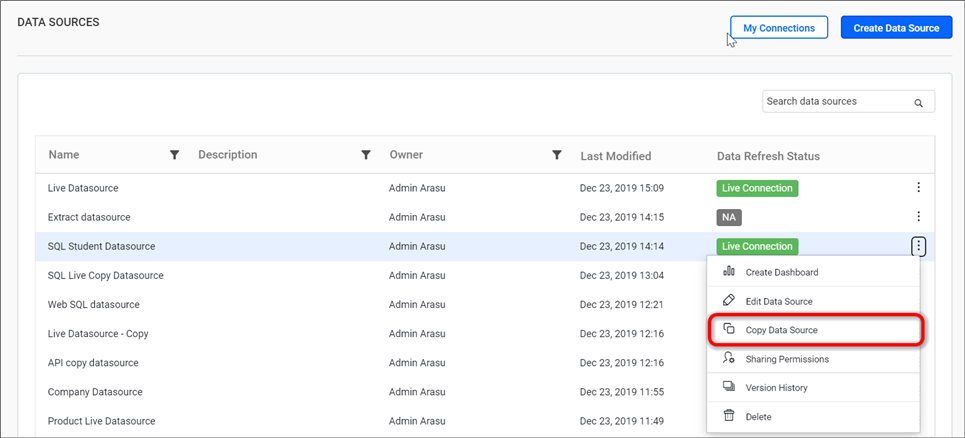 DATA SOURCES
My Connections
Create Data Source
Search data sources
Name Description Owner Last Modified Data Refresh Status
Live Datasource Admin Arasu Dec 23, 2019 15:09 Live Connection
Extract datasource Admin Arasu Dec 23, 2019 14:15 NA
SQL Student Datasource Admin Arasu Dec 23, 2019 14:14 Live Connection
SQL Live Copy Datasource Admin Arasu Dec 23, 2019 13:04
Web SQL datasource Admin Arasu Dec 23, 2019 12:21
Live Datasource - Copy Admin Arasu Dec 23, 2019 12:16
API copy datasource Admin Arasu Dec 23, 2019 12:16
Company Datasource Admin Arasu Dec 23, 2019 11:55
Product Live Datasource Admin Arasu Dec 23, 2019 11:49
Create Dashboard
Edit Data Source
Copy Data Source
Sharing Permissions
Version History
Delete